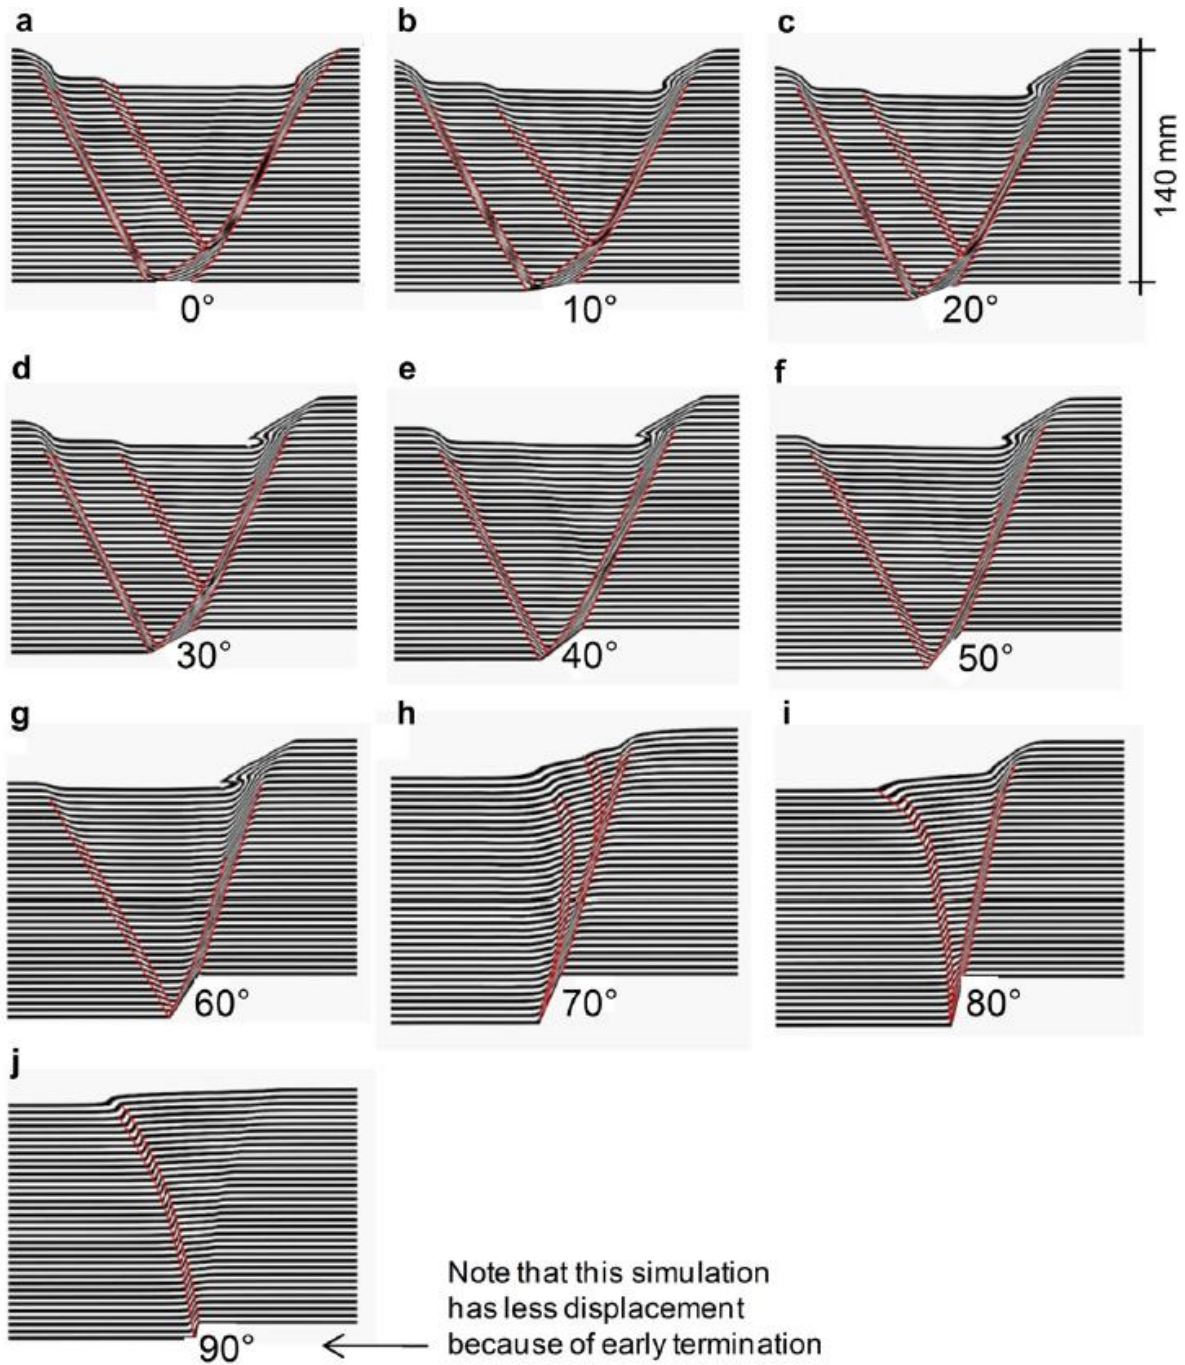 a
b
c
140 mm
0°
10°
20°
d
e
f
30°
40°
50°
g
h
i
60°
70°
80°
j
Note that this simulation
has less displacement
because of early termination
90°